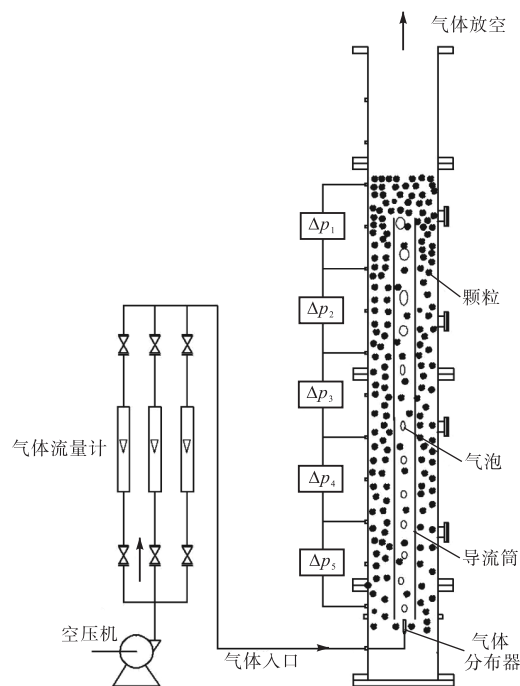 气体放空
Δp1
颗粒
Δp2
Δp3
气体流量计
气泡
Δp4
导流筒
Δp5
空压机
气体入口
气体
分布器